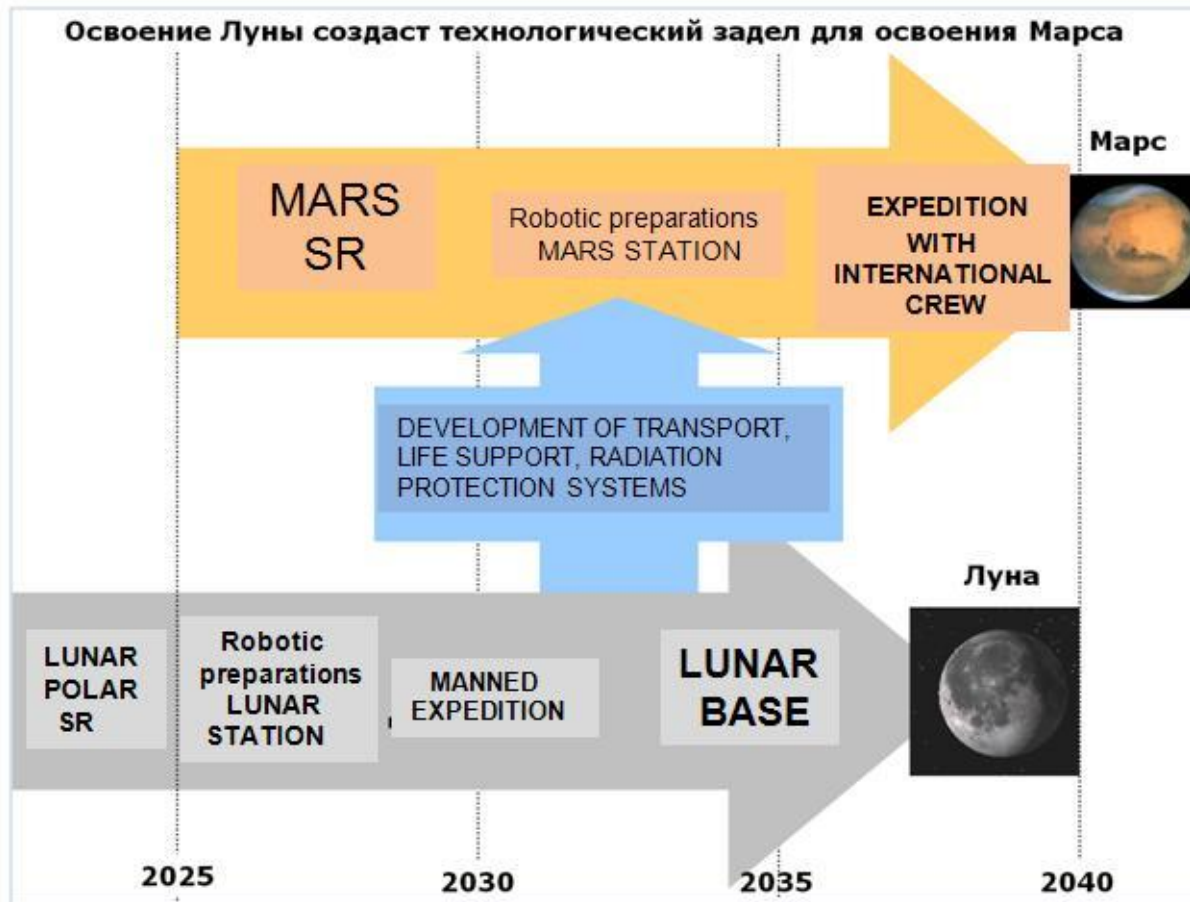 Освоение Луны создаст технологический задел для освоения Марса
Марс
MARS
SR
Robotic preparations
MARS STATION
EXPEDITION
WITH
INTERNATIONAL
CREW
DEVELOPMENT OF TRANSPORT,
LIFE SUPPORT, RADIATION
PROTECTION SYSTEMS
Луна
LUNAR
POLAR
SR
Robotic
preparations
LUNAR
STATION
MANNED
EXPEDITION
LUNAR
BASE
2025
2030
2035
2040